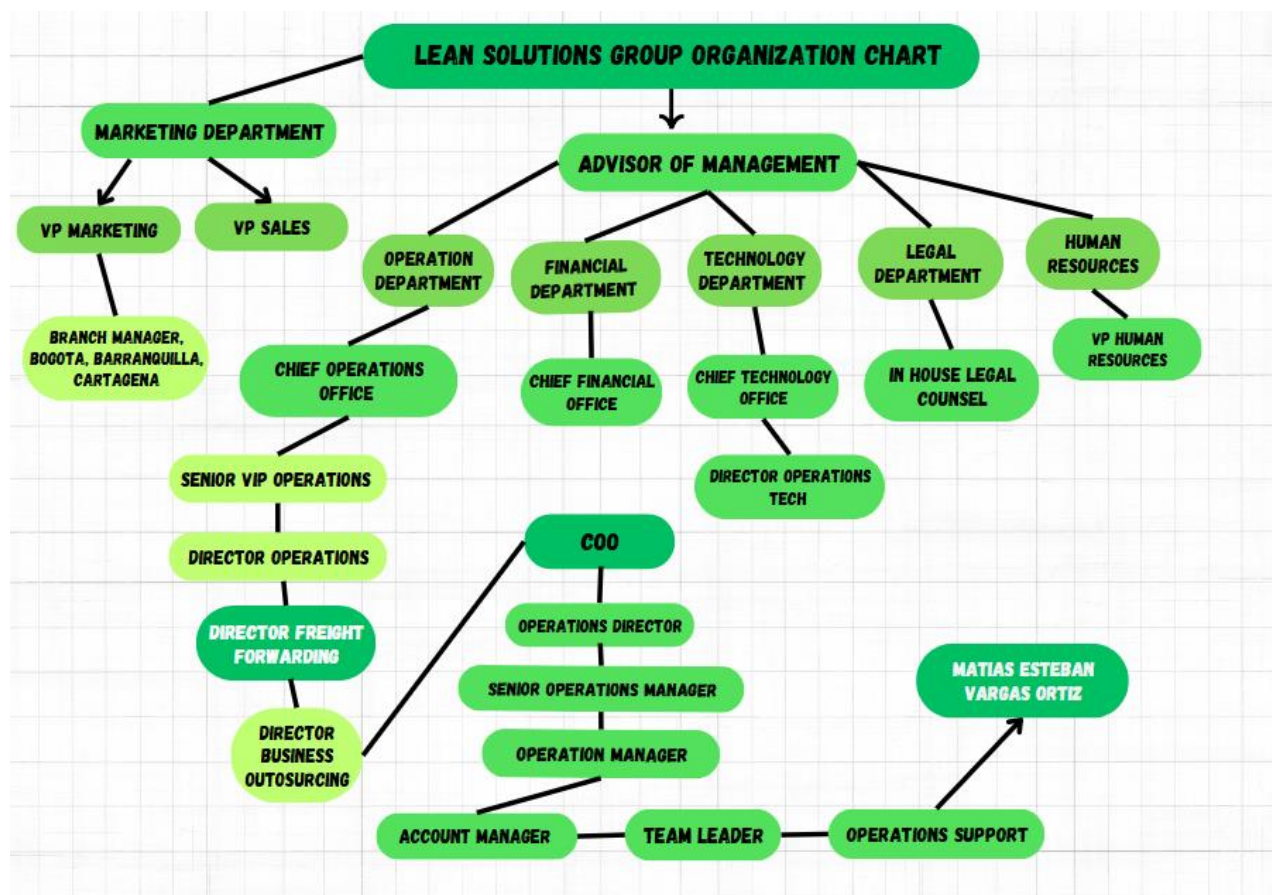 LEAN SOLUTIONS GROUP ORGANIZATION CHART
MARKETING DEPARTMENT
ADVISOR OF MANAGEMENT
VP MARKETING
VP SALES
OPERATION
DEPARTMENT
FINANCIAL
DEPARTMENT
TECHNOLOGY
DEPARTMENT
LEGAL
DEPARTMENT
HUMAN
RESOURCES
BRANCH MANAGER,
BOGOTA, BARRANQUILLA,
CARTAGENA
CHIEF OPERATIONS
OFFICE
CHIEF FINANCIAL
OFFICE
CHIEF TECHNOLOGY
OFFICE
IN HOUSE LEGAL
COUNSEL
VP HUMAN
RESOURCES
SENIOR VIP OPERATIONS
DIRECTOR OPERATIONS
TECH
DIRECTOR OPERATIONS
DIRECTOR FREIGHT
FORWARDING
DIRECTOR
BUSINESS
OUTOSURCING
COO
OPERATIONS DIRECTOR
SENIOR OPERATIONS MANAGER
OPERATION MANAGER
ACCOUNT MANAGER
TEAM LEADER
OPERATIONS SUPPORT
MATIAS ESTEBAN
VARGAS ORTIZ